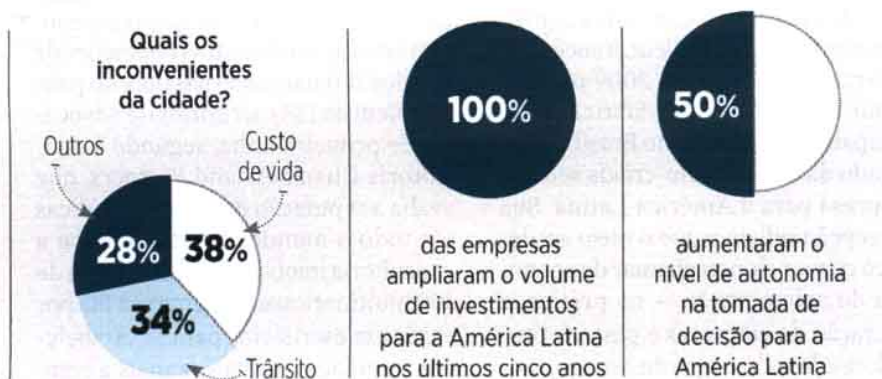 Quais os
inconvenientes
da cidade?
Outros
Custo
de vida
28%
38%
34%
Trânsito
100%
das empresas
ampliaram o volume
de investimentos
para a América Latina
nos últimos cinco anos
50%
aumentaram o
nível de autonomia
na tomada de
decisão para a
América Latina